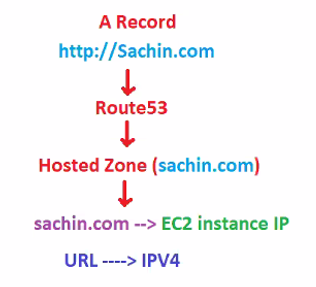 A Record
http://Sachin.com
Route53
Hosted Zone (sachin.com)
sachin.com --> EC2 instance IP
URL ----> IPV4